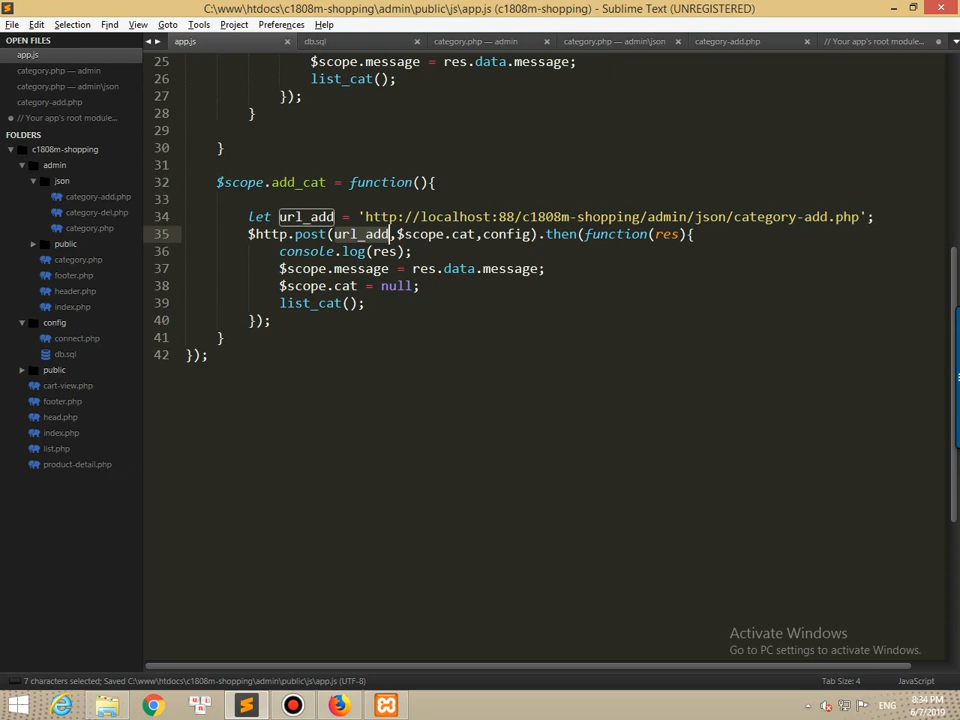 C:\www\htdocs\c1808m-shopping\admin\public\js\app.js (c1808m-shopping) - Sublime Text (UNREGISTERED)
File Edit Selection Find View Goto Tools Project Preferences Help
OPEN FILES
app.js
category.php — admin
category.php — admin\json
category-add.php
// Your app's root module...
FOLDERS
c1808m-shopping
admin
json
category-add.php
category-del.php
category.php
public
category.php
footer.php
header.php
index.php
config
connect.php
db.sql
public
cart-view.php
footer.php
head.php
index.php
list.php
product-detail.php
app.js db.sql category.php — admin category.php — admin\json category-add.php // Your app's root module...
25 $scope.message = res.data.message;
26 list_cat();
27 });
28 }
29
30 }
31
32 $scope.add_cat = function(){
33
34 let url_add = 'http://localhost:88/c1808m-shopping/admin/json/category-add.php';
35 $http.post(url_add,$scope.cat,config).then(function(res){
36 console.log(res);
37 $scope.message = res.data.message;
38 $scope.cat = null;
39 list_cat();
40 });
41 }
42 });
Activate Windows
Go to PC settings to activate Windows.
7 characters selected; Saved C:\www\htdocs\c1808m-shopping\admin\public\js\app.js (UTF-8) Tab Size: 4 JavaScript
ENG
8:34 PM
6/7/2019